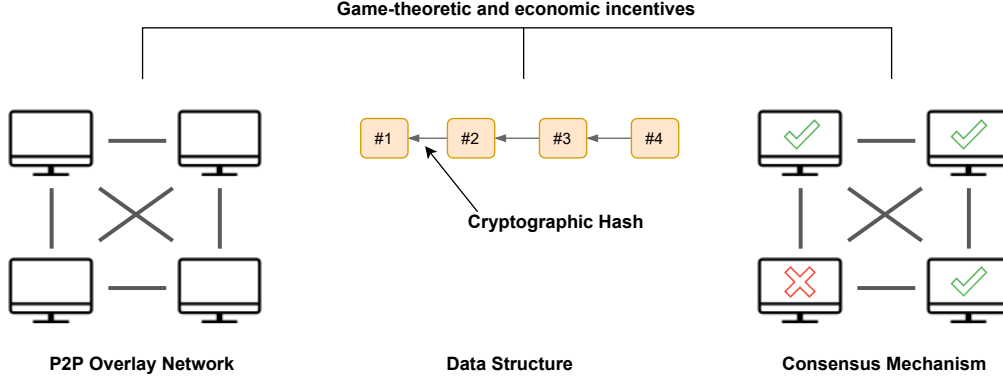 Game-theoretic and economic incentives
#1 #2 #3 #4
Cryptographic Hash
P2P Overlay Network
Data Structure
Consensus Mechanism